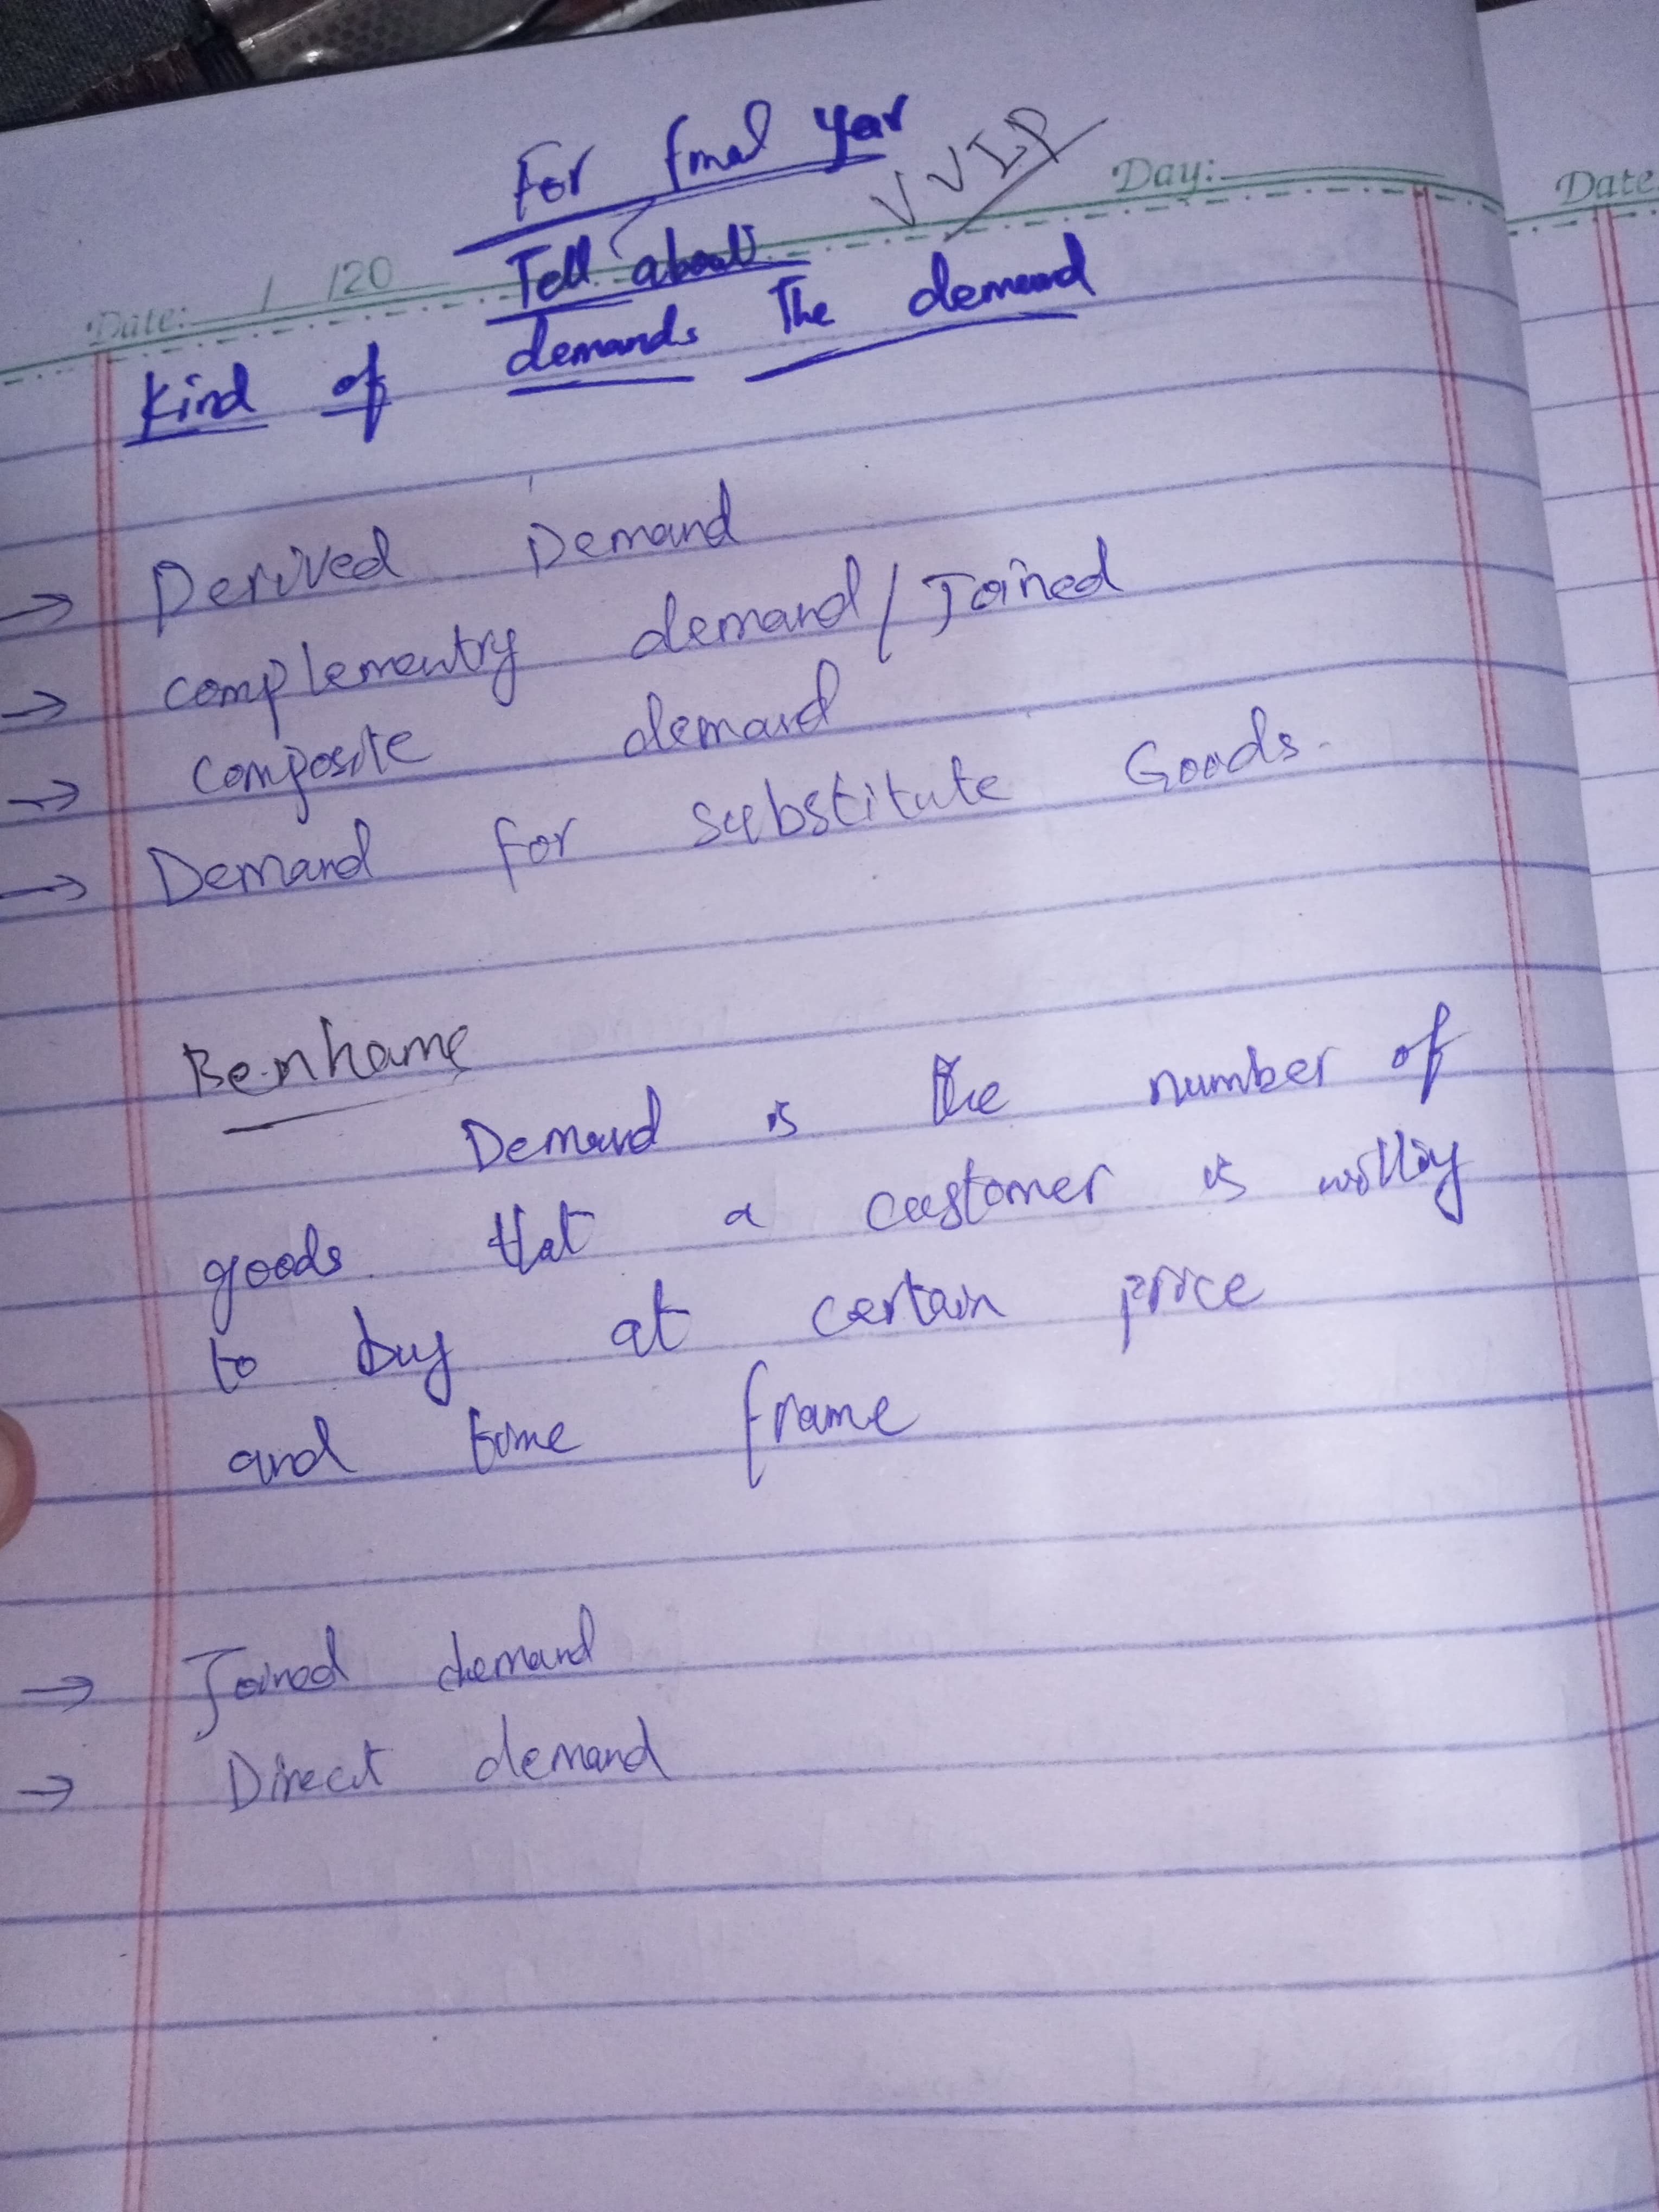 For final year
VVIP
Day:
Date
Tell about
Date: / /20
The demand
Kind of demands
→ Derived Demand
→ complementry demand/Joined
→ composite demand
→ Demand for substitute Goods.
Benhame
Demand is the number of
goods that a customer is willing
to buy at certain price
and time frame
→ Joined demand
→ Direct demand